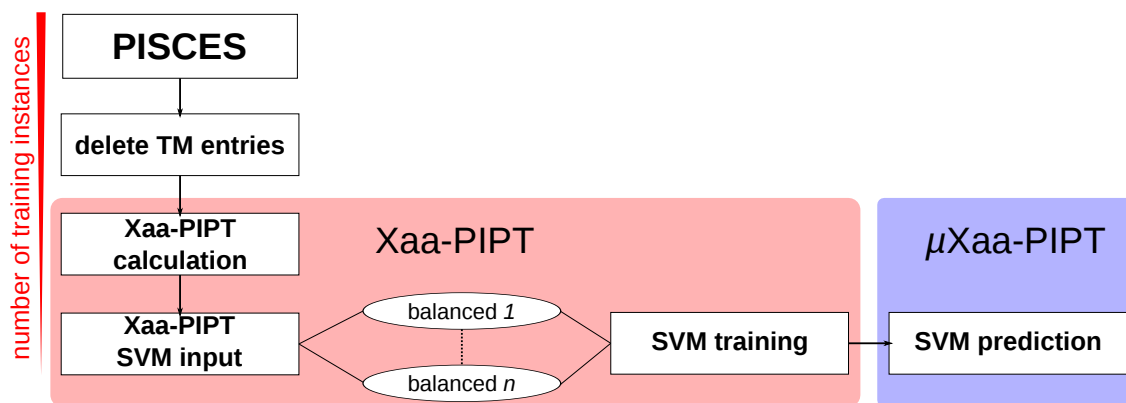 number of training instances
PISCES
delete TM entries
Xaa-PIPT
calculation
Xaa-PIPT
μXaa-PIPT
Xaa-PIPT
SVM input
balanced 1
balanced n
SVM training
SVM prediction